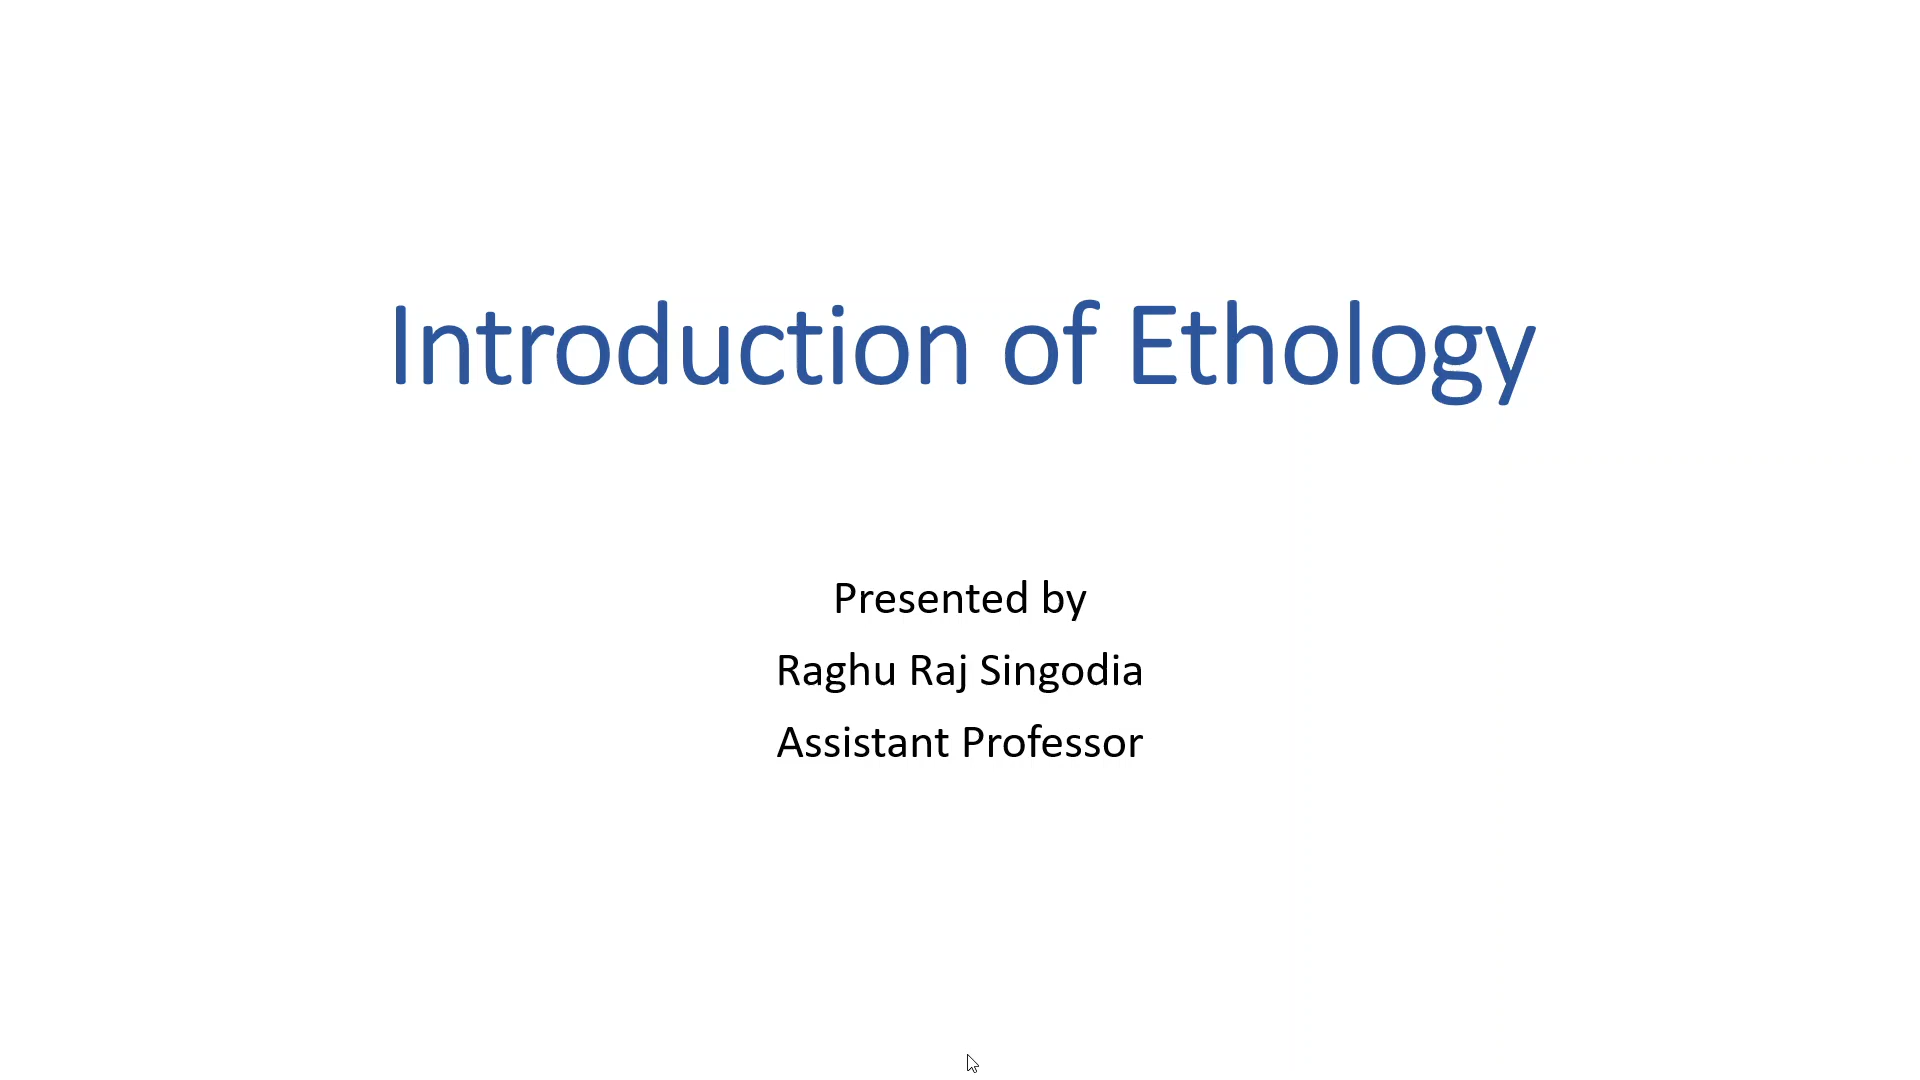 Introduction of Ethology
Presented by
Raghu Raj Singodia
Assistant Professor